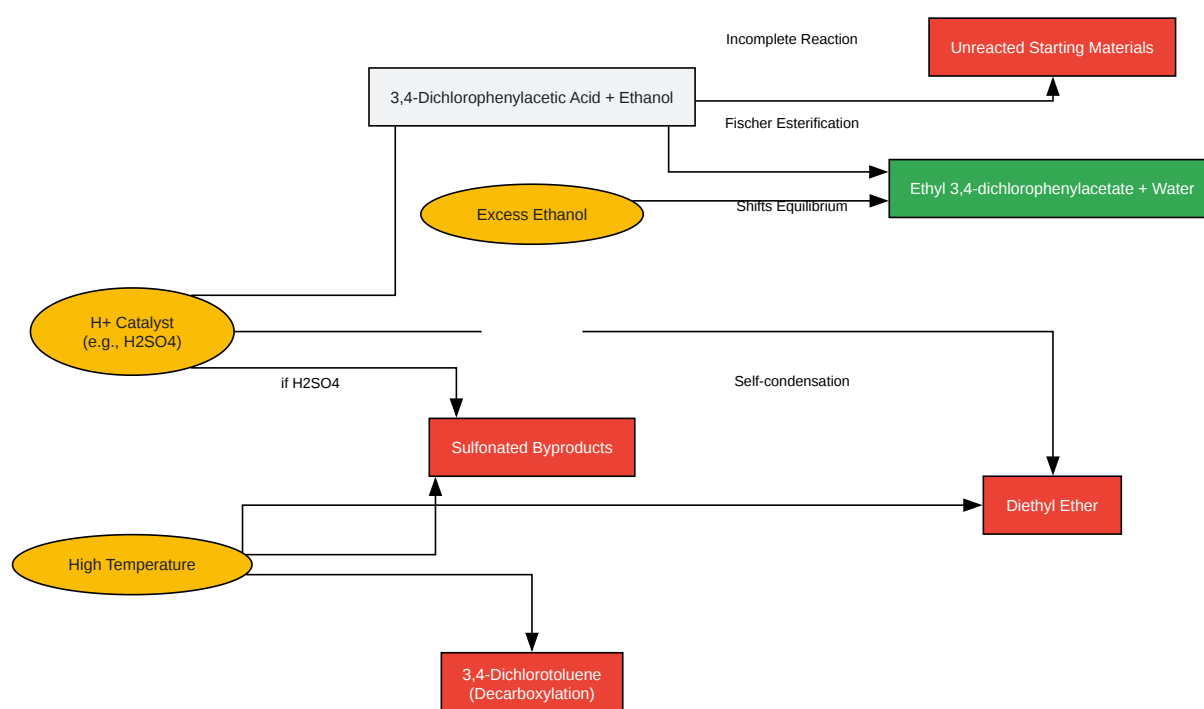 Incomplete Reaction
Unreacted Starting Materials
3,4-Dichlorophenylacetic Acid + Ethanol
Fischer Esterification
Ethyl 3,4-dichlorophenylacetate + Water
Excess Ethanol
Shifts Equilibrium
H+ Catalyst
(e.g., H2SO4)
if H2SO4
Self-condensation
Sulfonated Byproducts
Diethyl Ether
High Temperature
3,4-Dichlorotoluene
(Decarboxylation)